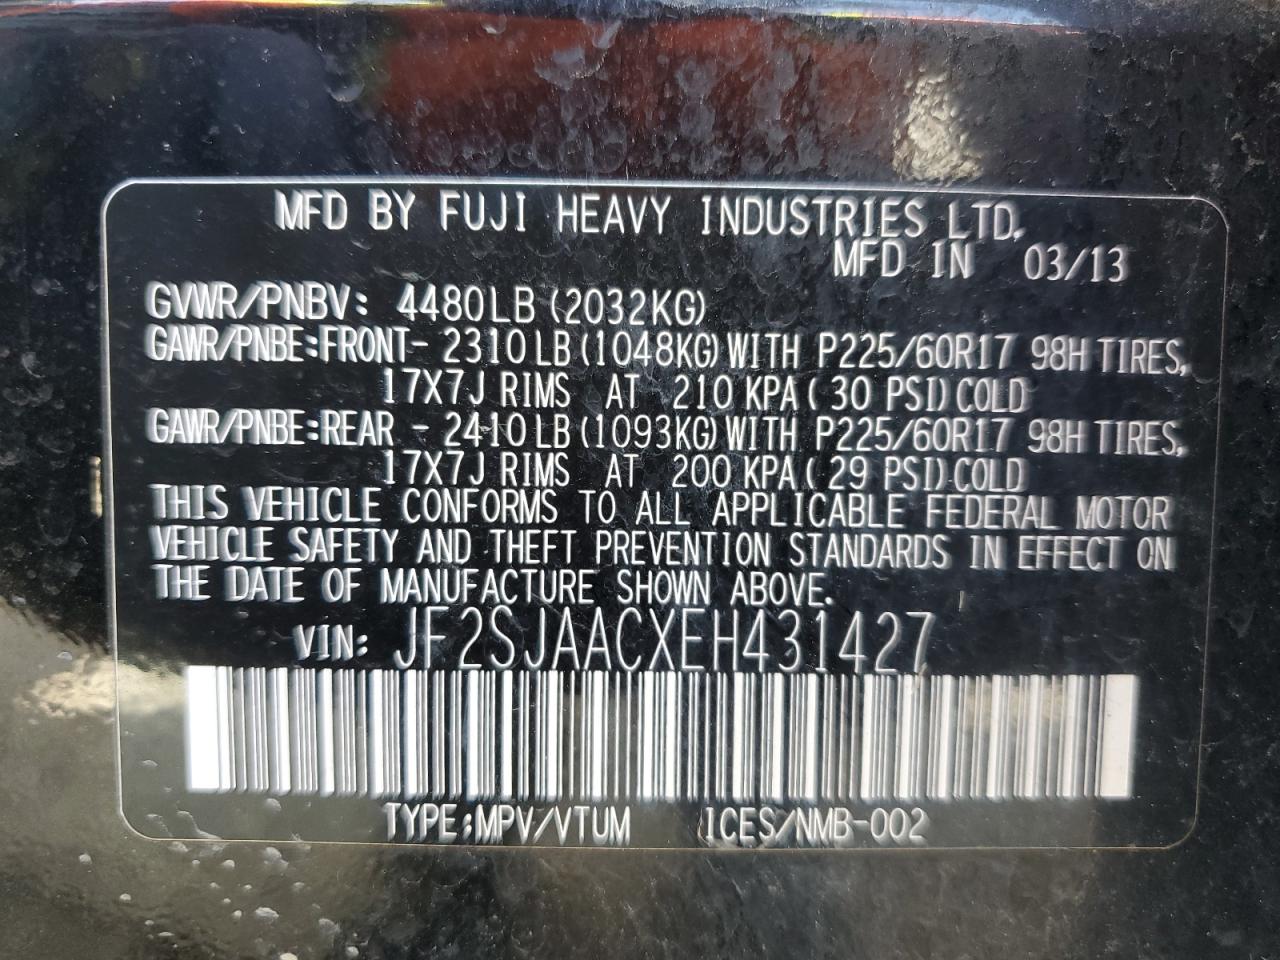 MFD BY FUJI HEAVY INDUSTRIES LTD.
MFD IN 03/13
GVWR/PNBV: 4480LB (2032KG)
GAWR/PNBE:FRONT- 2310LB(1048KG)WITH P225/60R17 98H TIRES,
17X7J RIMS AT 210 KPA(30 PSI)COLD
GAWR/PNBE:REAR - 2410LB(1093KG)WITH P225/60R17 98H TIRES,
17X7J RIMS AT 200 KPA(29 PSI)COLD
THIS VEHICLE CONFORMS TO ALL APPLICABLE FEDERAL MOTOR
VEHICLE SAFETY AND THEFT PREVENTION STANDARDS IN EFFECT ON
THE DATE OF MANUFACTURE SHOWN ABOVE.
VIN: JF2SJAACXEH431427
TYPE:MPV/VTUM ICES/NMB-002